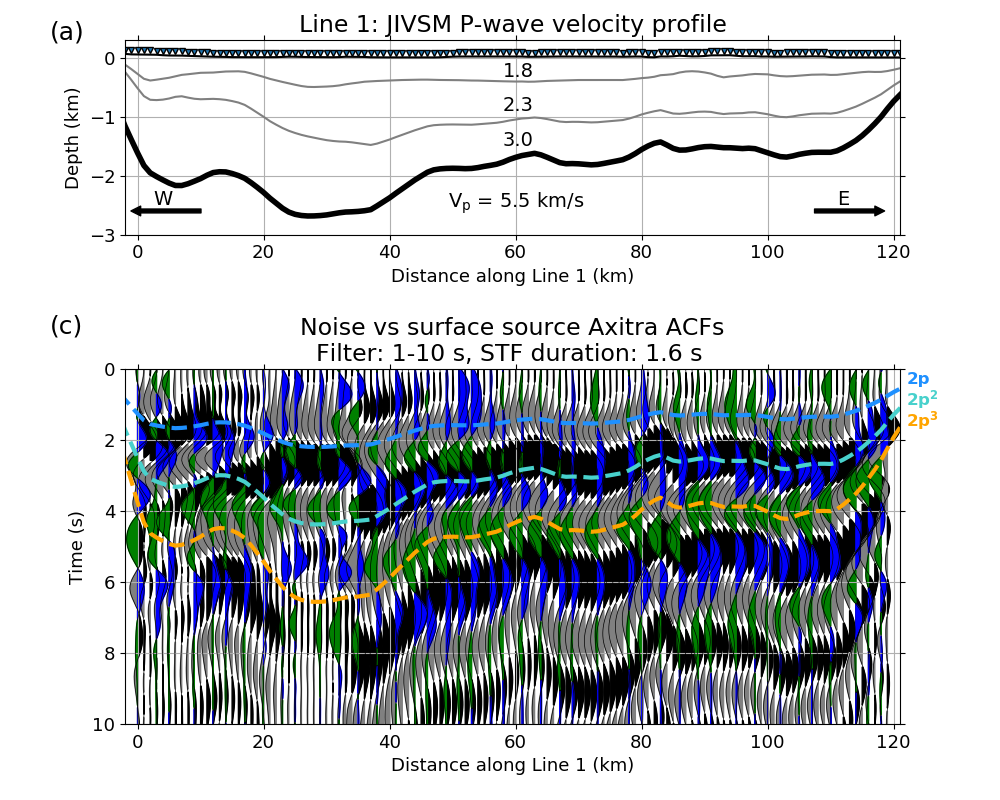 (a)
Line 1: JIVSM P-wave velocity profile
0
−1
−2
−3
Depth (km)
1.8
2.3
3.0
W
Vp = 5.5 km/s
E
0 20 40 60 80 100 120
Distance along Line 1 (km)
(c)
Noise vs surface source Axitra ACFs
Filter: 1-10 s, STF duration: 1.6 s
0
2
4
6
8
10
Time (s)
2p
2p²
2p³
0 20 40 60 80 100 120
Distance along Line 1 (km)